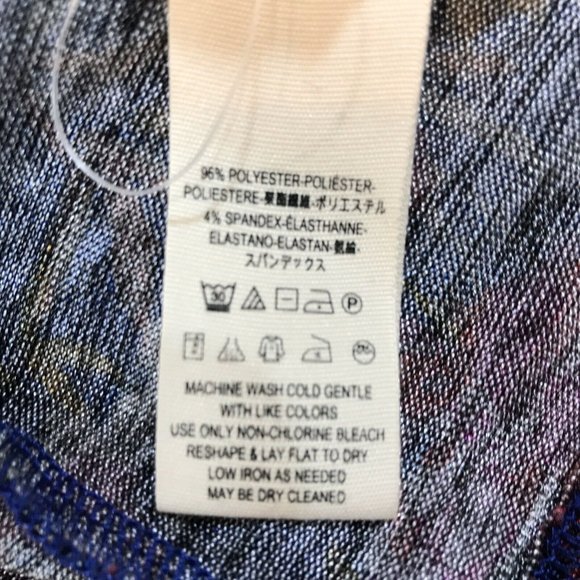 96% POLYESTER-POLIÉSTER-
POLIESTERE-聚酯纖維-ポリエステル
4% SPANDEX-ÉLASTHANNE-
ELASTANO-ELASTAN-氨綸-
スパンデックス
30 P
MACHINE WASH COLD GENTLE
WITH LIKE COLORS
USE ONLY NON-CHLORINE BLEACH
RESHAPE & LAY FLAT TO DRY
LOW IRON AS NEEDED
MAY BE DRY CLEANED